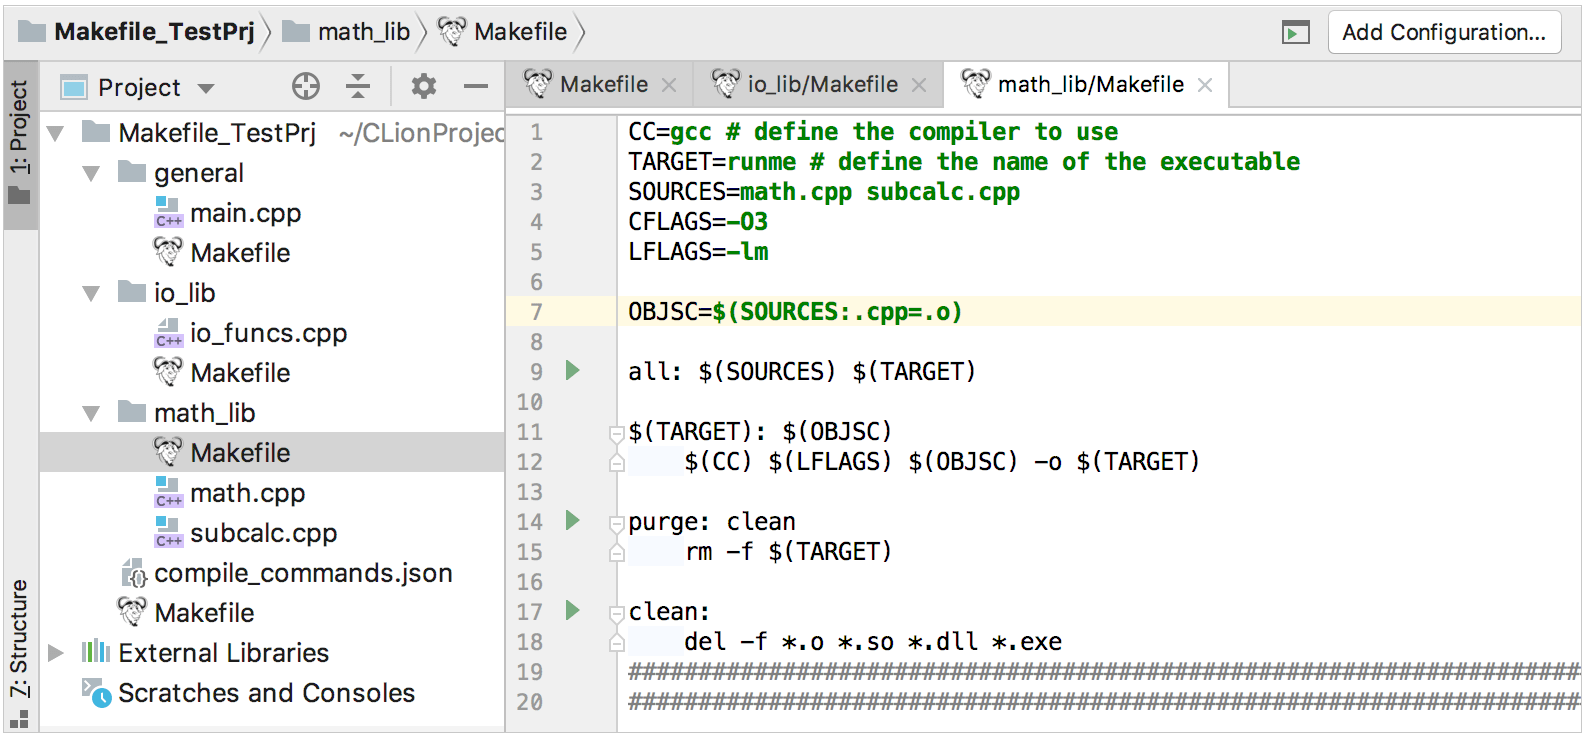 Makefile_TestPrj math_lib Makefile Add Configuration...
1: Project
7: Structure
Project
Makefile_TestPrj ~/CLionProjec
general
C++ main.cpp
Makefile
io_lib
C++ io_funcs.cpp
Makefile
math_lib
Makefile
C++ math.cpp
C++ subcalc.cpp
{} compile_commands.json
Makefile
External Libraries
Scratches and Consoles
Makefile io_lib/Makefile math_lib/Makefile
1 CC=gcc # define the compiler to use
2 TARGET=runme # define the name of the executable
3 SOURCES=math.cpp subcalc.cpp
4 CFLAGS=-O3
5 LFLAGS=-lm
6
7 OBJSC=$(SOURCES:.cpp=.o)
8
9 all: $(SOURCES) $(TARGET)
10
11 $(TARGET): $(OBJSC)
12 $(CC) $(LFLAGS) $(OBJSC) -o $(TARGET)
13
14 purge: clean
15 rm -f $(TARGET)
16
17 clean:
18 del -f *.o *.so *.dll *.exe
19 ####################################################################
20 ####################################################################